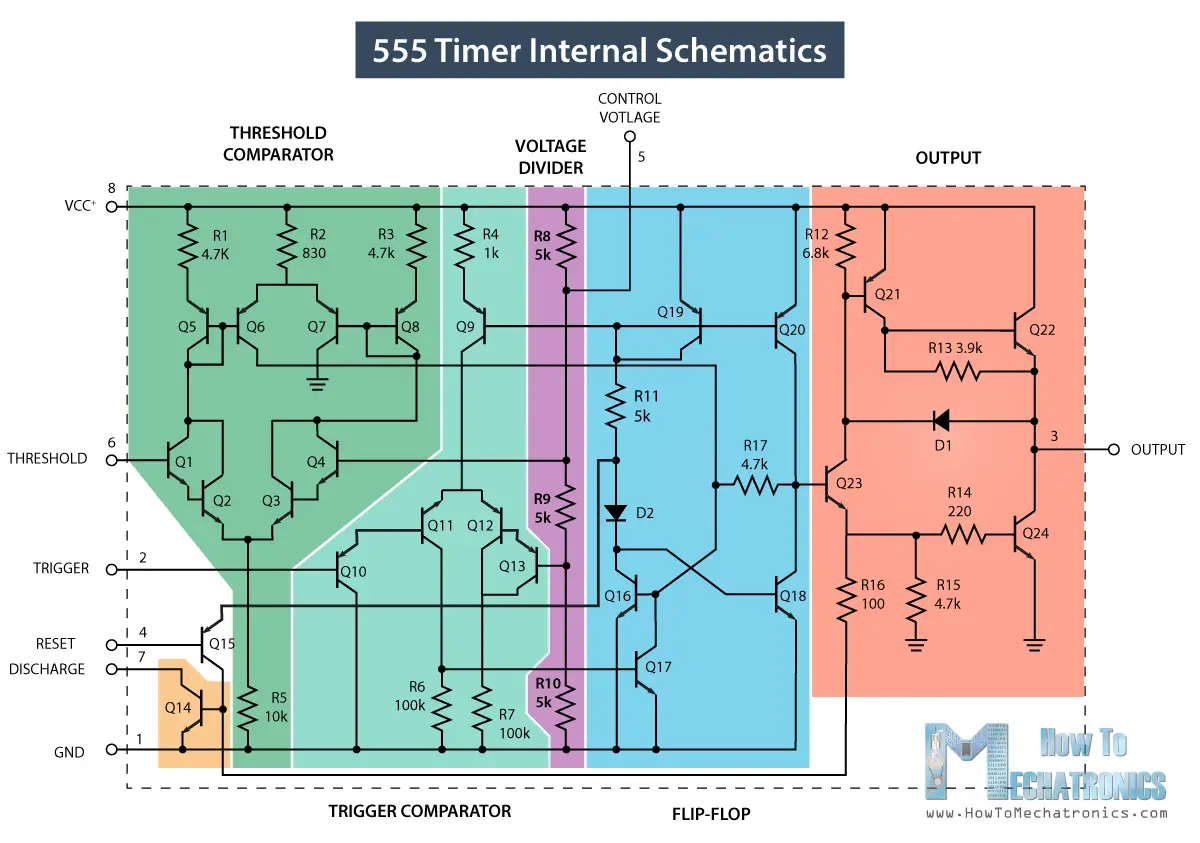 555 Timer Internal Schematics
CONTROL
VOTLAGE
5
THRESHOLD
COMPARATOR
VOLTAGE
DIVIDER
OUTPUT
8
VCC+
R1
4.7K
R2
830
R3
4.7k
R4
1k
R8
5k
R12
6.8k
Q5
Q6
Q7
Q8
Q9
Q19
Q20
Q21
Q22
R13 3.9k
R11
5k
D1
THRESHOLD
6
Q1
Q2
Q3
Q4
R17
4.7k
Q23
3
OUTPUT
R9
5k
R14
220
Q11
Q12
D2
Q24
TRIGGER
2
Q10
Q13
Q16
Q18
R16
100
R15
4.7k
RESET
4
Q15
DISCHARGE
7
Q17
Q14
R5
10k
R6
100k
R7
100k
R10
5k
GND
1
TRIGGER COMPARATOR
FLIP-FLOP
How To
MECHATRONICS
www.HowToMechatronics.com